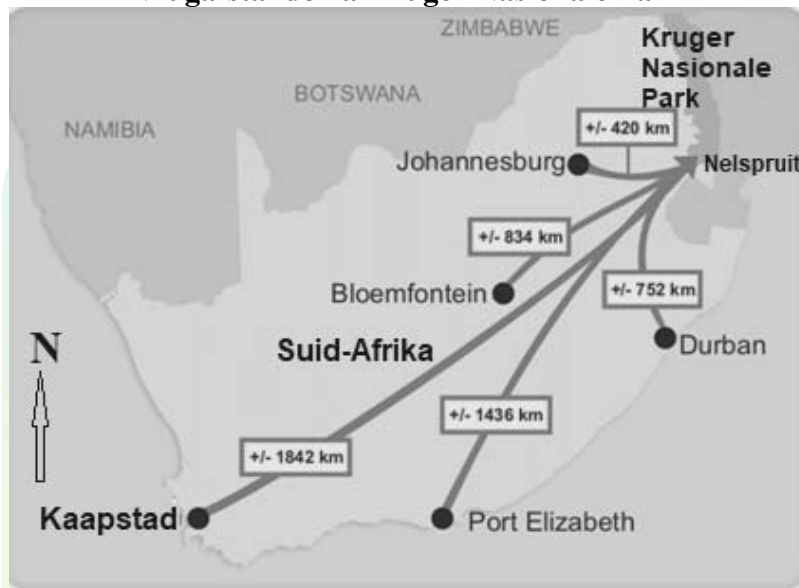 ZIMBABWE
Kruger
Nasionale
Park
BOTSWANA
NAMIBIA
+/- 420 km
Johannesburg
Nelspruit
+/- 834 km
Bloemfontein
+/- 752 km
Suid-Afrika
Durban
N
+/- 1436 km
+/- 1842 km
Kaapstad
Port Elizabeth